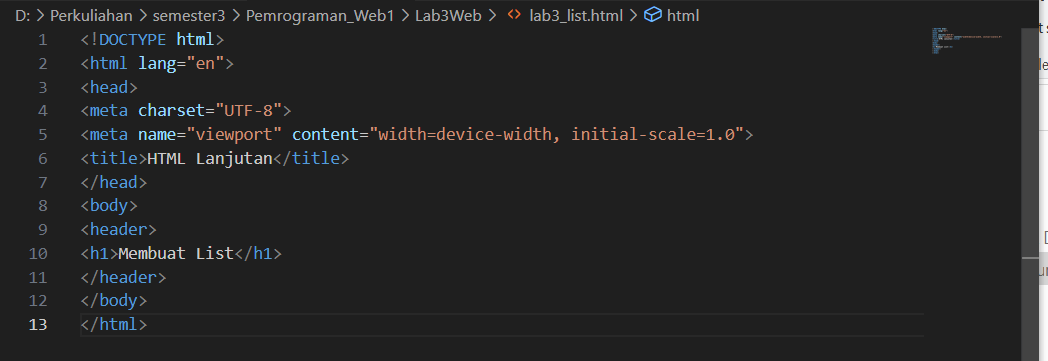 D: > Perkuliahan > semester3 > Pemrograman_Web1 > Lab3Web > <> lab3_list.html > html
1 <!DOCTYPE html>
2 <html lang="en">
3 <head>
4 <meta charset="UTF-8">
5 <meta name="viewport" content="width=device-width, initial-scale=1.0">
6 <title>HTML Lanjutan</title>
7 </head>
8 <body>
9 <header>
10 <h1>Membuat List</h1>
11 </header>
12 </body>
13 </html>